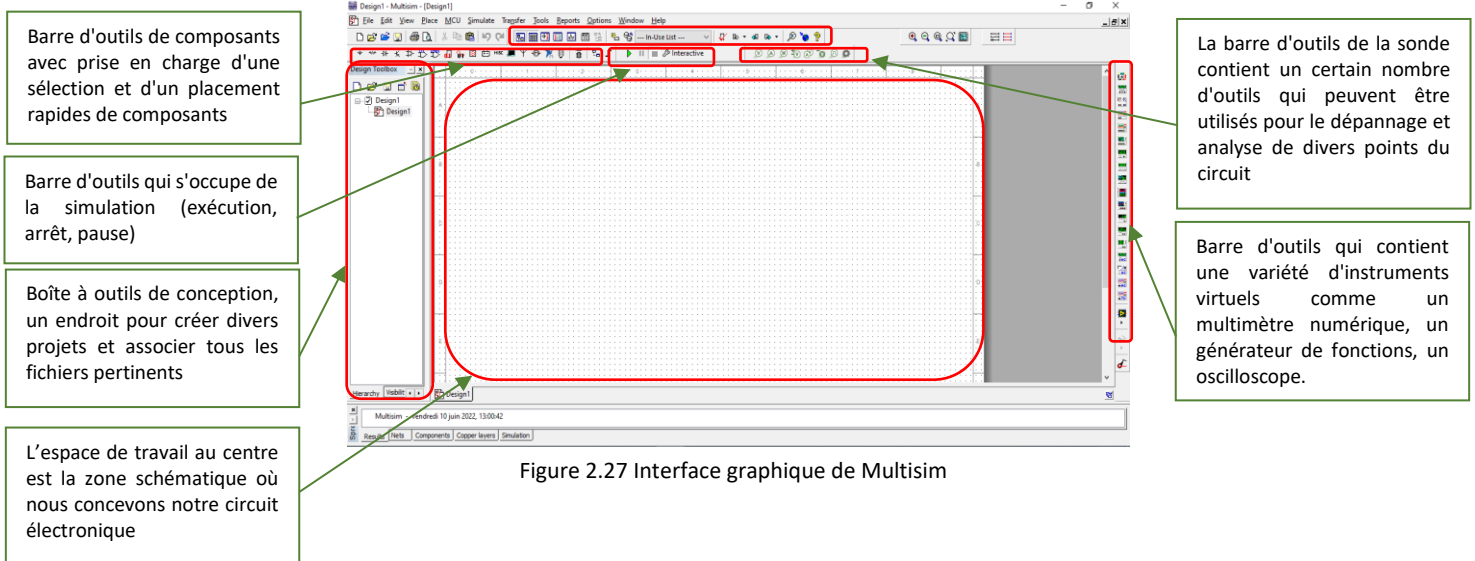 Design1 - Multisim - [Design1]
File Edit View Place MCU Simulate Transfer Tools Reports Options Window Help
--- In-Use List ---
Interactive
Design Toolbox
Design1
Design1
Hierarchy Visibilit
Design1
Multisim - vendredi 10 juin 2022, 13:00:42
Results Nets Components Copper layers Simulation
Barre d'outils de composants
avec prise en charge d'une
sélection et d'un placement
rapides de composants
Barre d'outils qui s'occupe de
la simulation (exécution,
arrêt, pause)
Boîte à outils de conception,
un endroit pour créer divers
projets et associer tous les
fichiers pertinents
L'espace de travail au centre
est la zone schématique où
nous concevons notre circuit
électronique
La barre d'outils de la sonde
contient un certain nombre
d'outils qui peuvent être
utilisés pour le dépannage et
analyse de divers points du
circuit
Barre d'outils qui contient
une variété d'instruments
virtuels comme un
multimètre numérique, un
générateur de fonctions, un
oscilloscope.
Figure 2.27 Interface graphique de Multisim